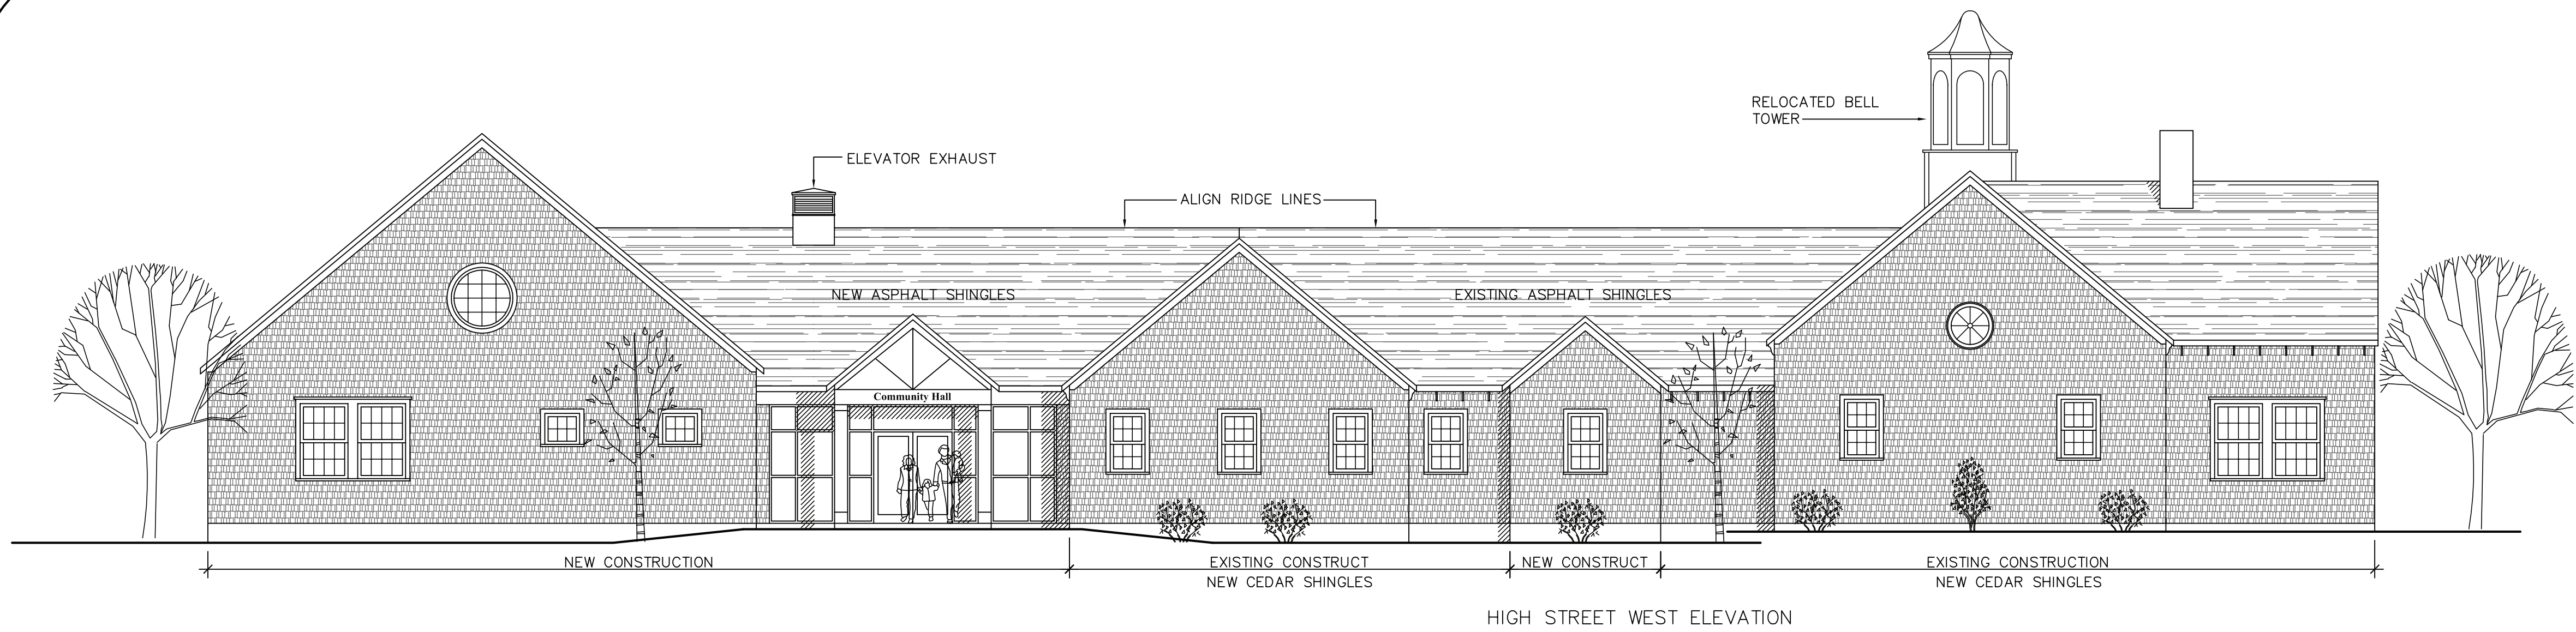 RELOCATED BELL
TOWER
ELEVATOR EXHAUST
ALIGN RIDGE LINES
NEW ASPHALT SHINGLES
EXISTING ASPHALT SHINGLES
Community Hall
NEW CONSTRUCTION
EXISTING CONSTRUCT
NEW CEDAR SHINGLES
NEW CONSTRUCT
EXISTING CONSTRUCTION
NEW CEDAR SHINGLES
HIGH STREET WEST ELEVATION